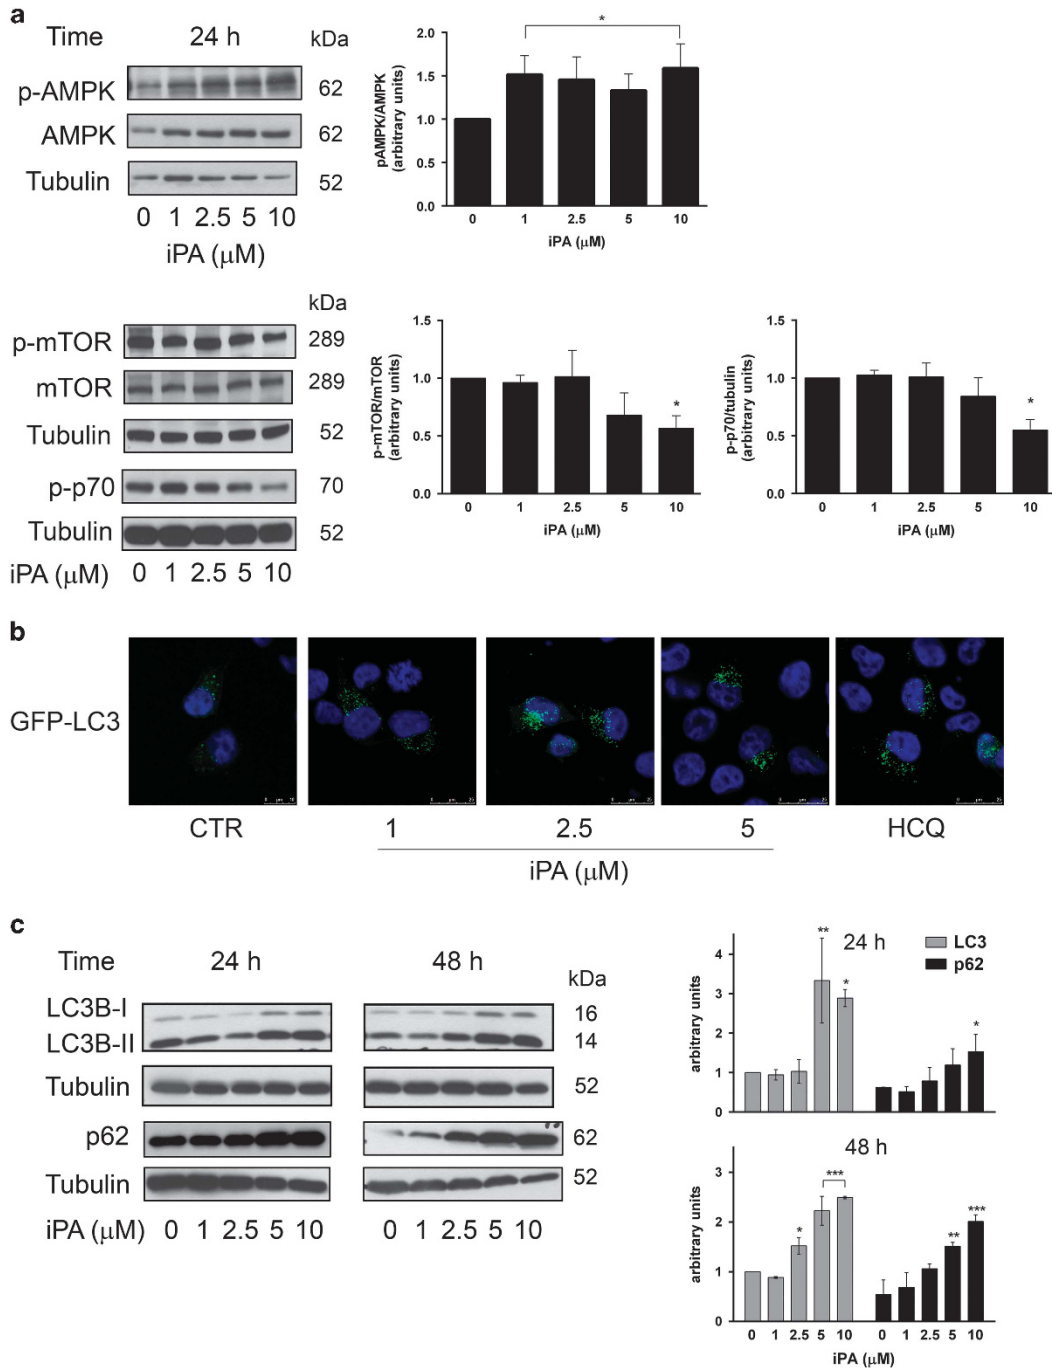 a
Time 24 h kDa
p-AMPK 62
AMPK 62
Tubulin 52
0 1 2.5 5 10
iPA (μM)
pAMPK/AMPK
(arbitrary units)
2.0
1.5
1.0
0.5
0.0
*
0 1 2.5 5 10
iPA (μM)
kDa
p-mTOR 289
mTOR 289
Tubulin 52
p-p70 70
Tubulin 52
iPA (μM) 0 1 2.5 5 10
p-mTOR/mTOR
(arbitrary units)
1.5
1.0
0.5
0.0
*
0 1 2.5 5 10
iPA (μM)
p-p70/tubulin
(arbitrary units)
1.5
1.0
0.5
0.0
*
0 1 2.5 5 10
iPA (μM)
b
GFP-LC3
CTR 1 2.5 5 HCQ
iPA (μM)
c
Time 24 h 48 h kDa
LC3B-I 16
LC3B-II 14
Tubulin 52
p62 62
Tubulin 52
iPA (μM) 0 1 2.5 5 10 0 1 2.5 5 10
24 h
LC3
p62
arbitrary units
4
3
2
1
0
** * *
48 h
arbitrary units
3
2
1
0
* *** ** ***
0 1 2.5 5 10 0 1 2.5 5 10
iPA (μM)